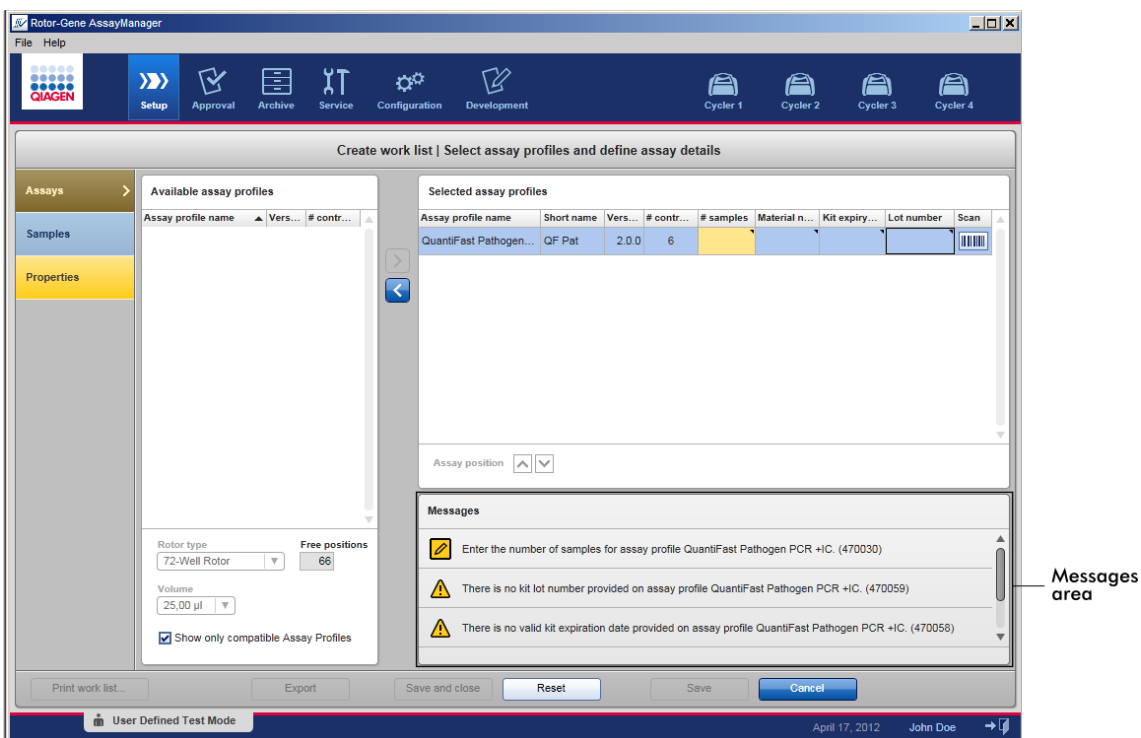 Rotor-Gene AssayManager
File Help
QIAGEN
Setup Approval Archive Service Configuration Development Cycler 1 Cycler 2 Cycler 3 Cycler 4
Create work list | Select assay profiles and define assay details
Assays
Samples
Properties
Available assay profiles
Assay profile name Vers... # contr...
Selected assay profiles
Assay profile name Short name Vers... # contr... # samples Material n... Kit expiry... Lot number Scan
QuantiFast Pathogen... QF Pat 2.0.0 6
Assay position
Rotor type Free positions
72-Well Rotor 66
Volume
25,00 µl
Show only compatible Assay Profiles
Messages
Enter the number of samples for assay profile QuantiFast Pathogen PCR +IC. (470030)
There is no kit lot number provided on assay profile QuantiFast Pathogen PCR +IC. (470059)
There is no valid kit expiration date provided on assay profile QuantiFast Pathogen PCR +IC. (470058)
Messages
area
Print work list... Export Save and close Reset Save Cancel
User Defined Test Mode April 17, 2012 John Doe